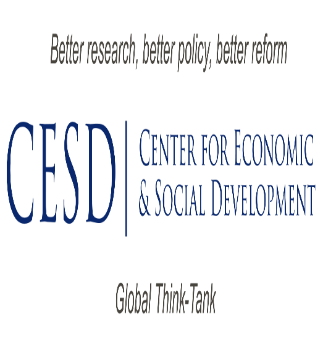 Better research, better policy, better reform
CESD
CENTER FOR ECONOMIC
& SOCIAL DEVELOPMENT
Global Think-Tank